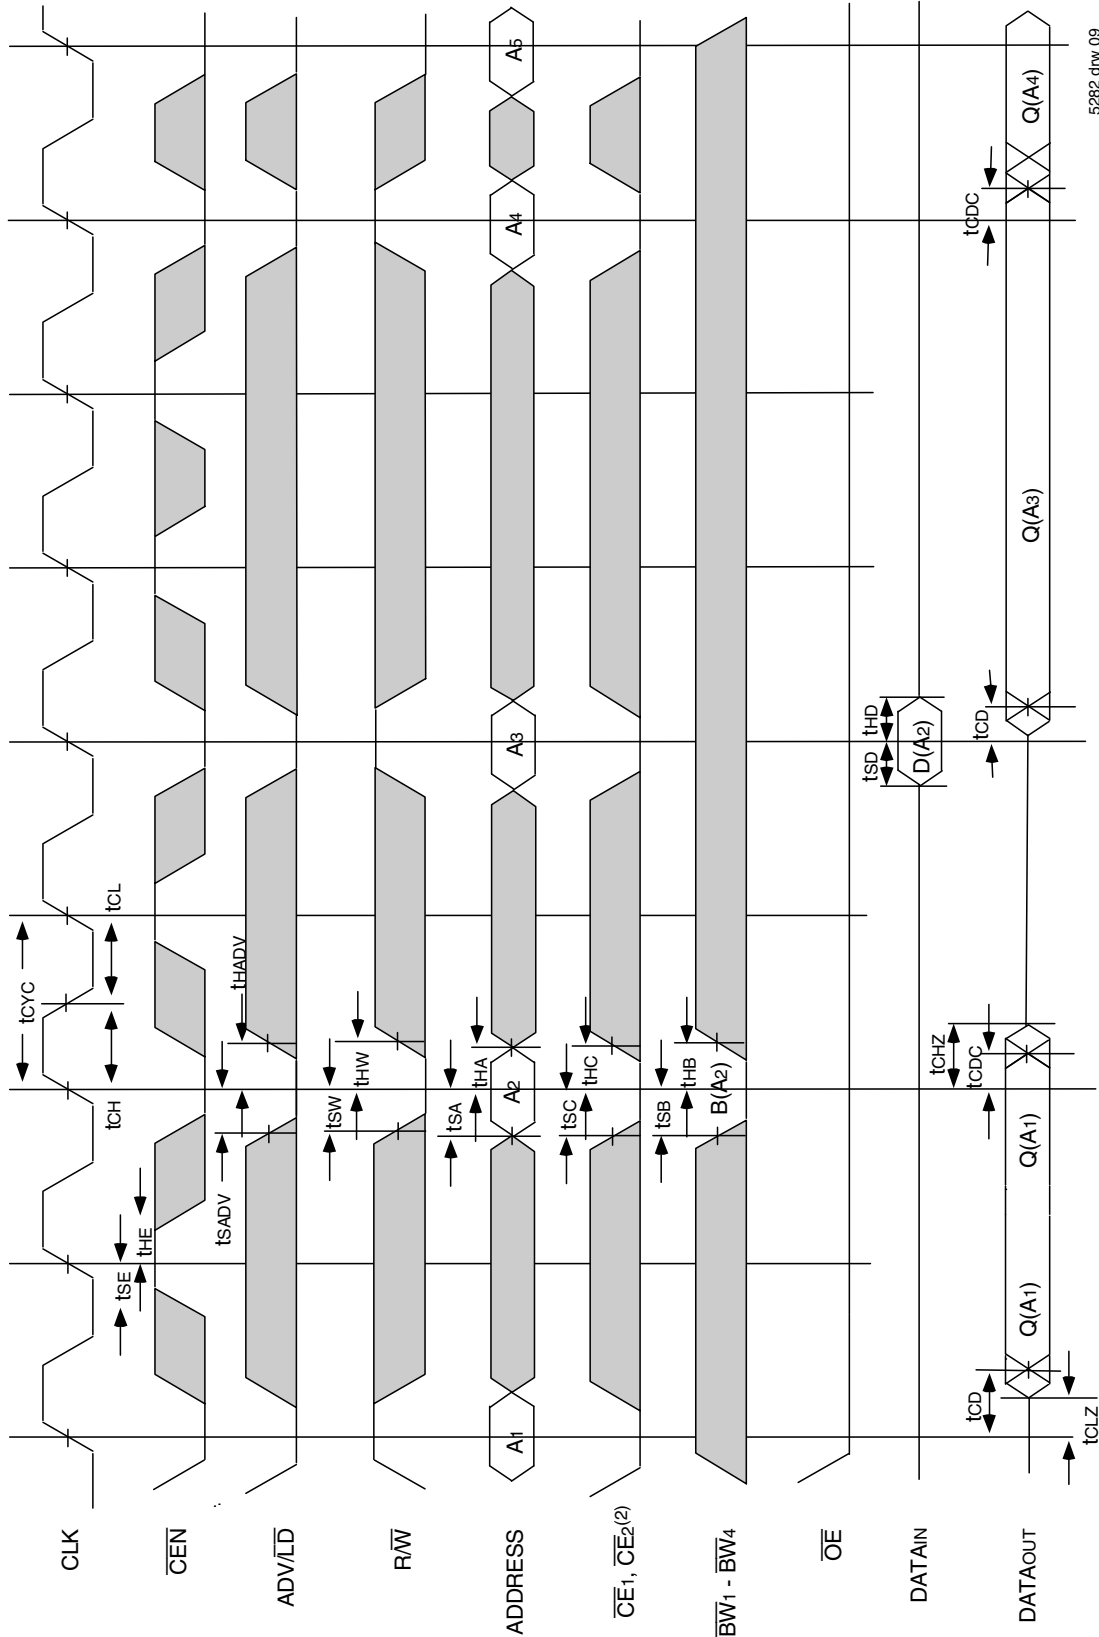 CLK
tCYC
tCH
tCL
CEN
tSE
tHE
ADV/LD
tSADV
tHADV
R/W
tSW
tHW
ADDRESS
A1
tSA
tHA
A2
A3
A4
A5
CE1, CE2(2)
tSC
tHC
BW1 - BW4
tSB
tHB
B(A2)
OE
DATAIN
tSD
tHD
D(A2)
DATAOUT
tCLZ
tCD
Q(A1)
Q(A1)
tCDC
tCHZ
tCD
Q(A3)
tCDC
Q(A4)
5282 drw 09